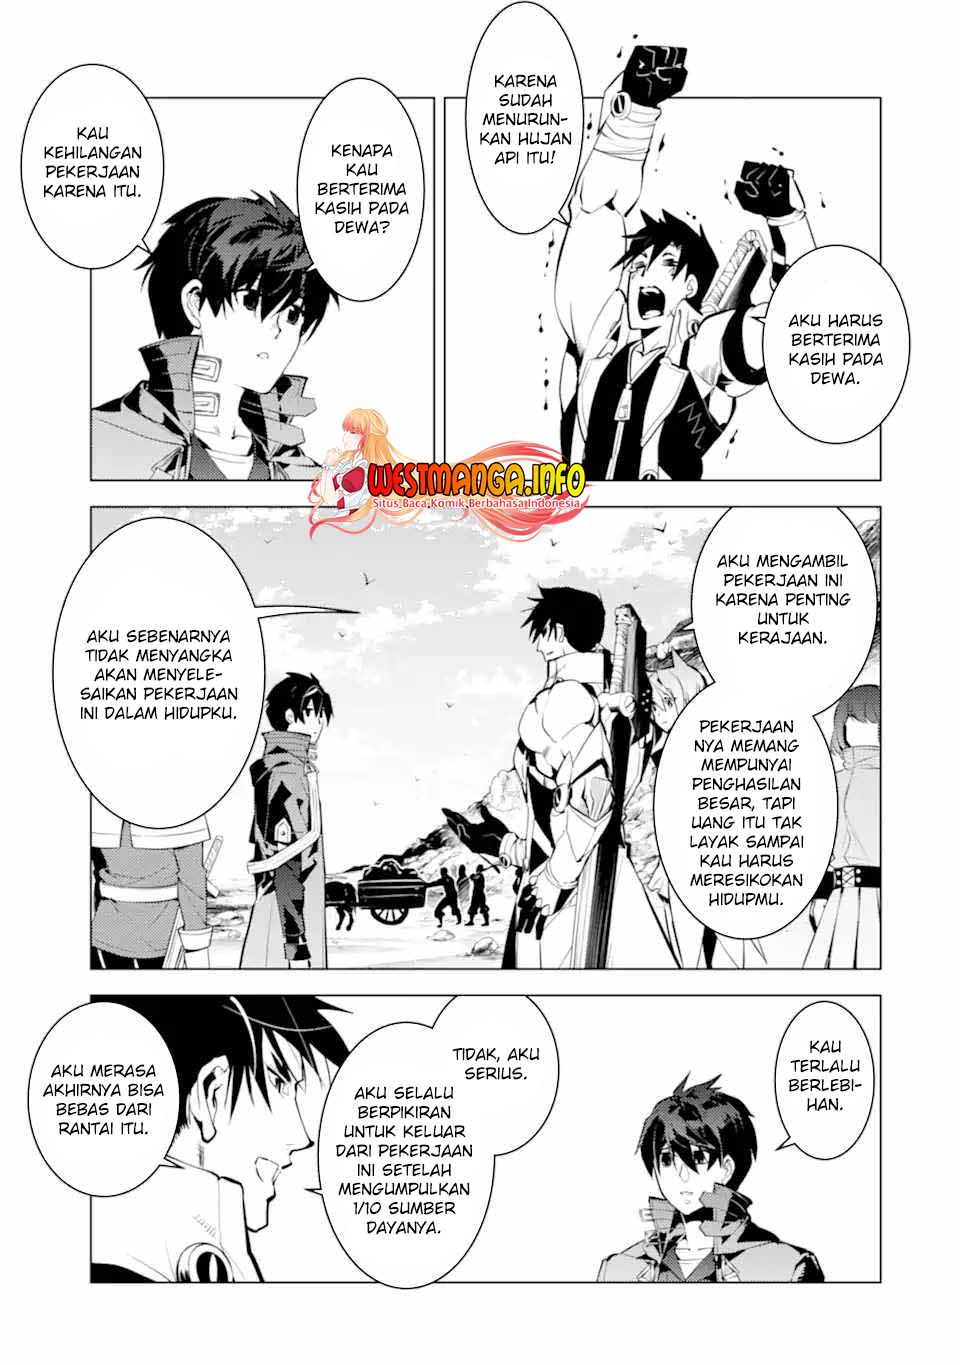 KARENA
SUDAH
MENURUN-
KAN HUJAN
API ITU!
AKU HARUS
BERTERIMA
KASIH PADA
DEWA.
KENAPA
KAU
BERTERIMA
KASIH PADA
DEWA?
KAU
KEHILANGAN
PEKERJAAN
KARENA ITU.
WESTMANGA.INFO
Situs Baca Komik Berbahasa Indonesia
AKU MENGAMBIL
PEKERJAAN INI
KARENA PENTING
UNTUK
KERAJAAN.
PEKERJAAN
NYA MEMANG
MEMPUNYAI
PENGHASILAN
BESAR, TAPI
UANG ITU TAK
LAYAK SAMPAI
KAU HARUS
MERESIKOKAN
HIDUPMU.
AKU SEBENARNYA
TIDAK MENYANGKA
AKAN MENYELE-
SAIKAN PEKERJAAN
INI DALAM HIDUPKU.
KAU
TERLALU
BERLEBI-
HAN.
TIDAK, AKU
SERIUS.
AKU SELALU
BERPIKIRAN
UNTUK KELUAR
DARI PEKERJAAN
INI SETELAH
MENGUMPULKAN
1/10 SUMBER
DAYANYA.
AKU MERASA
AKHIRNYA BISA
BEBAS DARI
RANTAI ITU.